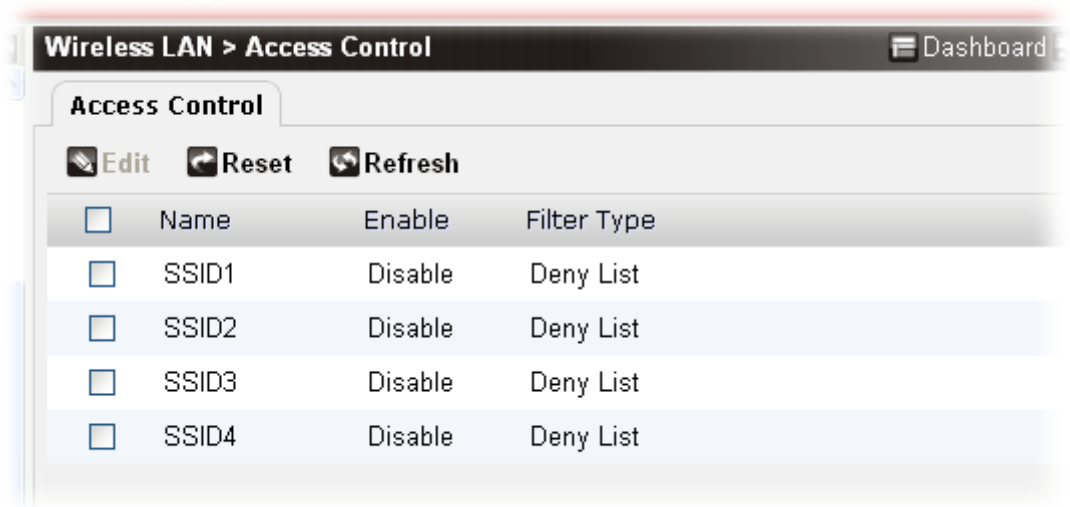 Wireless LAN > Access Control Dashboard
Access Control
Edit Reset Refresh
Name Enable Filter Type
SSID1 Disable Deny List
SSID2 Disable Deny List
SSID3 Disable Deny List
SSID4 Disable Deny List